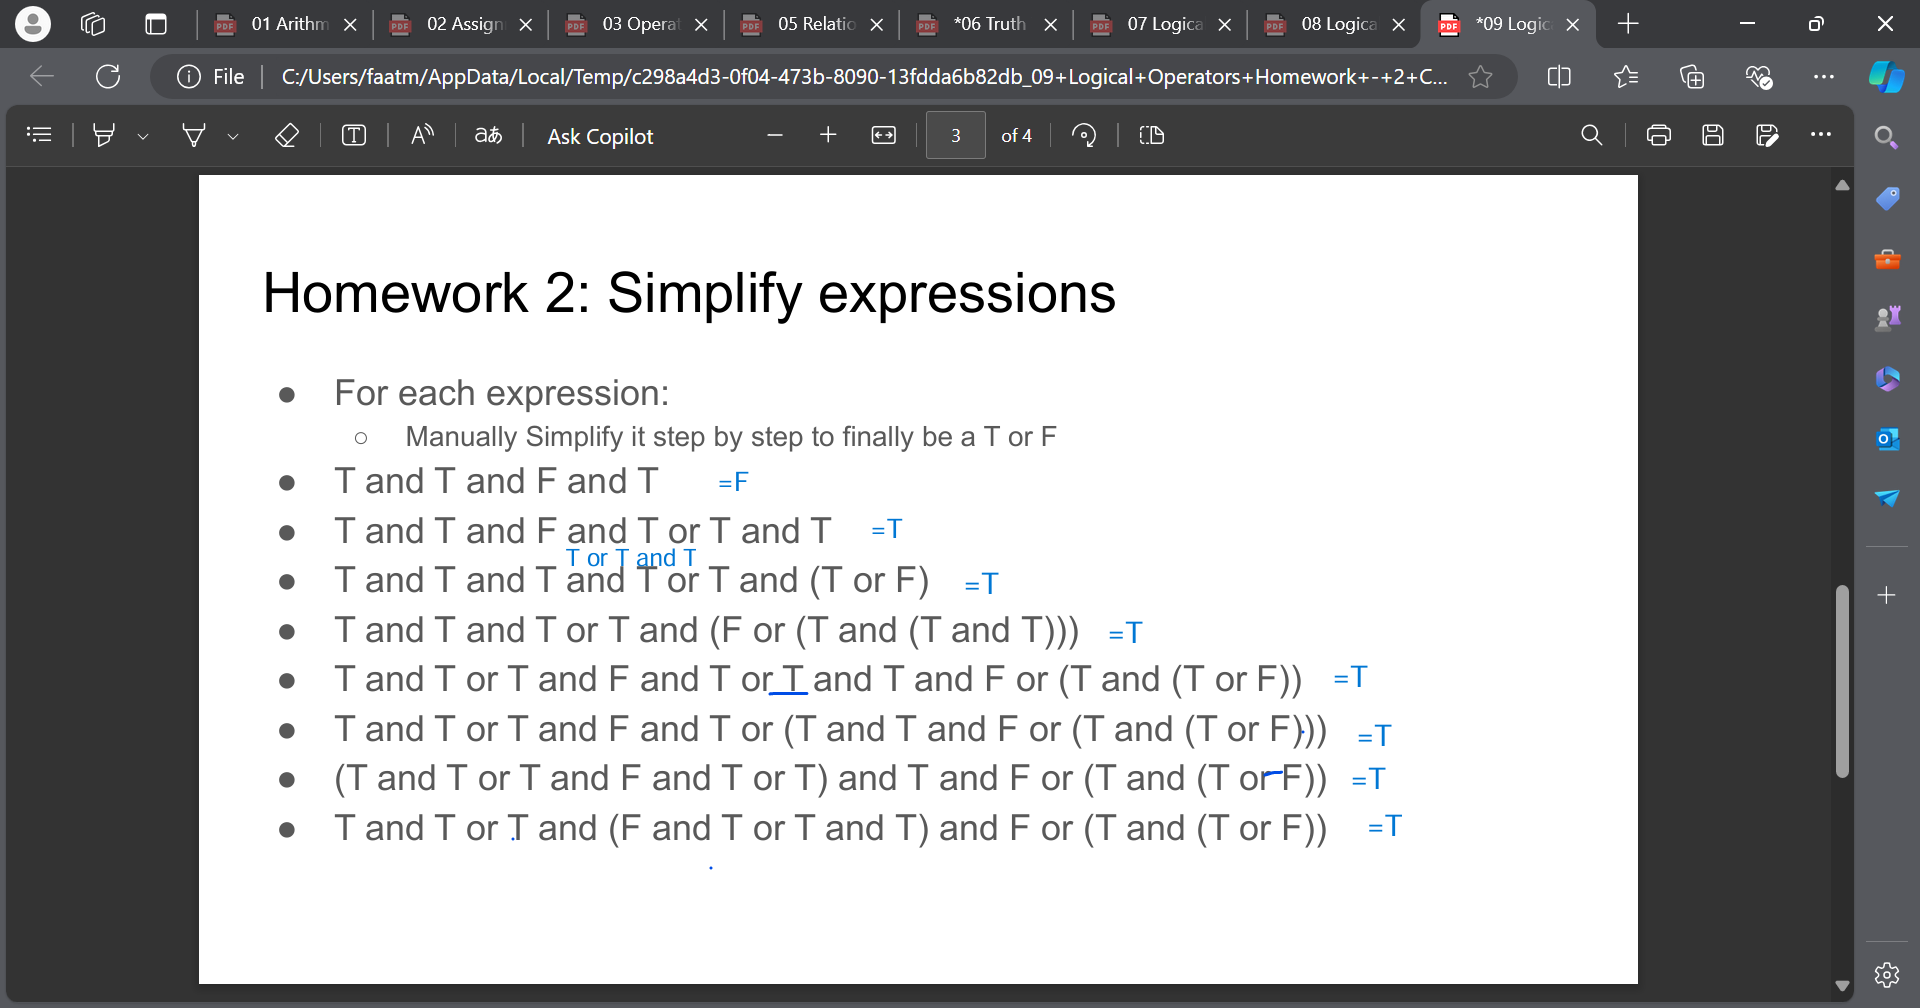 01 Arithm
02 Assign
03 Operat
05 Relatio
*06 Truth
07 Logica
08 Logica
*09 Logic
File
C:/Users/faatm/AppData/Local/Temp/c298a4d3-0f04-473b-8090-13fdda6b82db_09+Logical+Operators+Homework+-+2+C...
Ask Copilot
3 of 4
Homework 2: Simplify expressions
● For each expression:
○ Manually Simplify it step by step to finally be a T or F
● T and T and F and T =F
● T and T and F and T or T and T =T
T or T and T
● T and T and T and T or T and (T or F) =T
● T and T and T or T and (F or (T and (T and T))) =T
● T and T or T and F and T or T and T and F or (T and (T or F)) =T
● T and T or T and F and T or (T and T and F or (T and (T or F))) =T
● (T and T or T and F and T or T) and T and F or (T and (T or F)) =T
● T and T or T and (F and T or T and T) and F or (T and (T or F)) =T